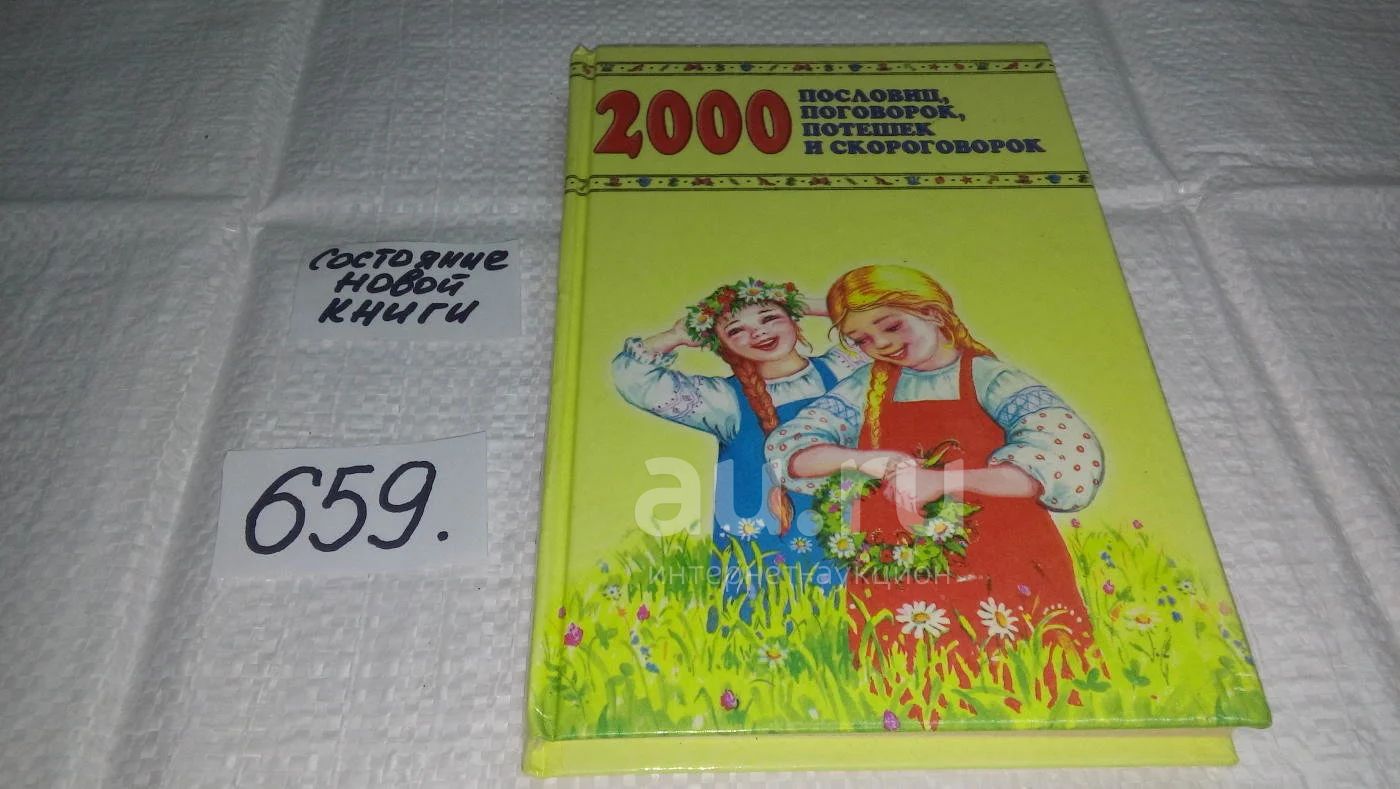 2000
ПОСЛОВИЦ,
ПОГОВОРОК,
ПОТЕШЕК
И СКОРОГОВОРОК
состояние
новой
книги
659.
au.ru
интернет-аукцион